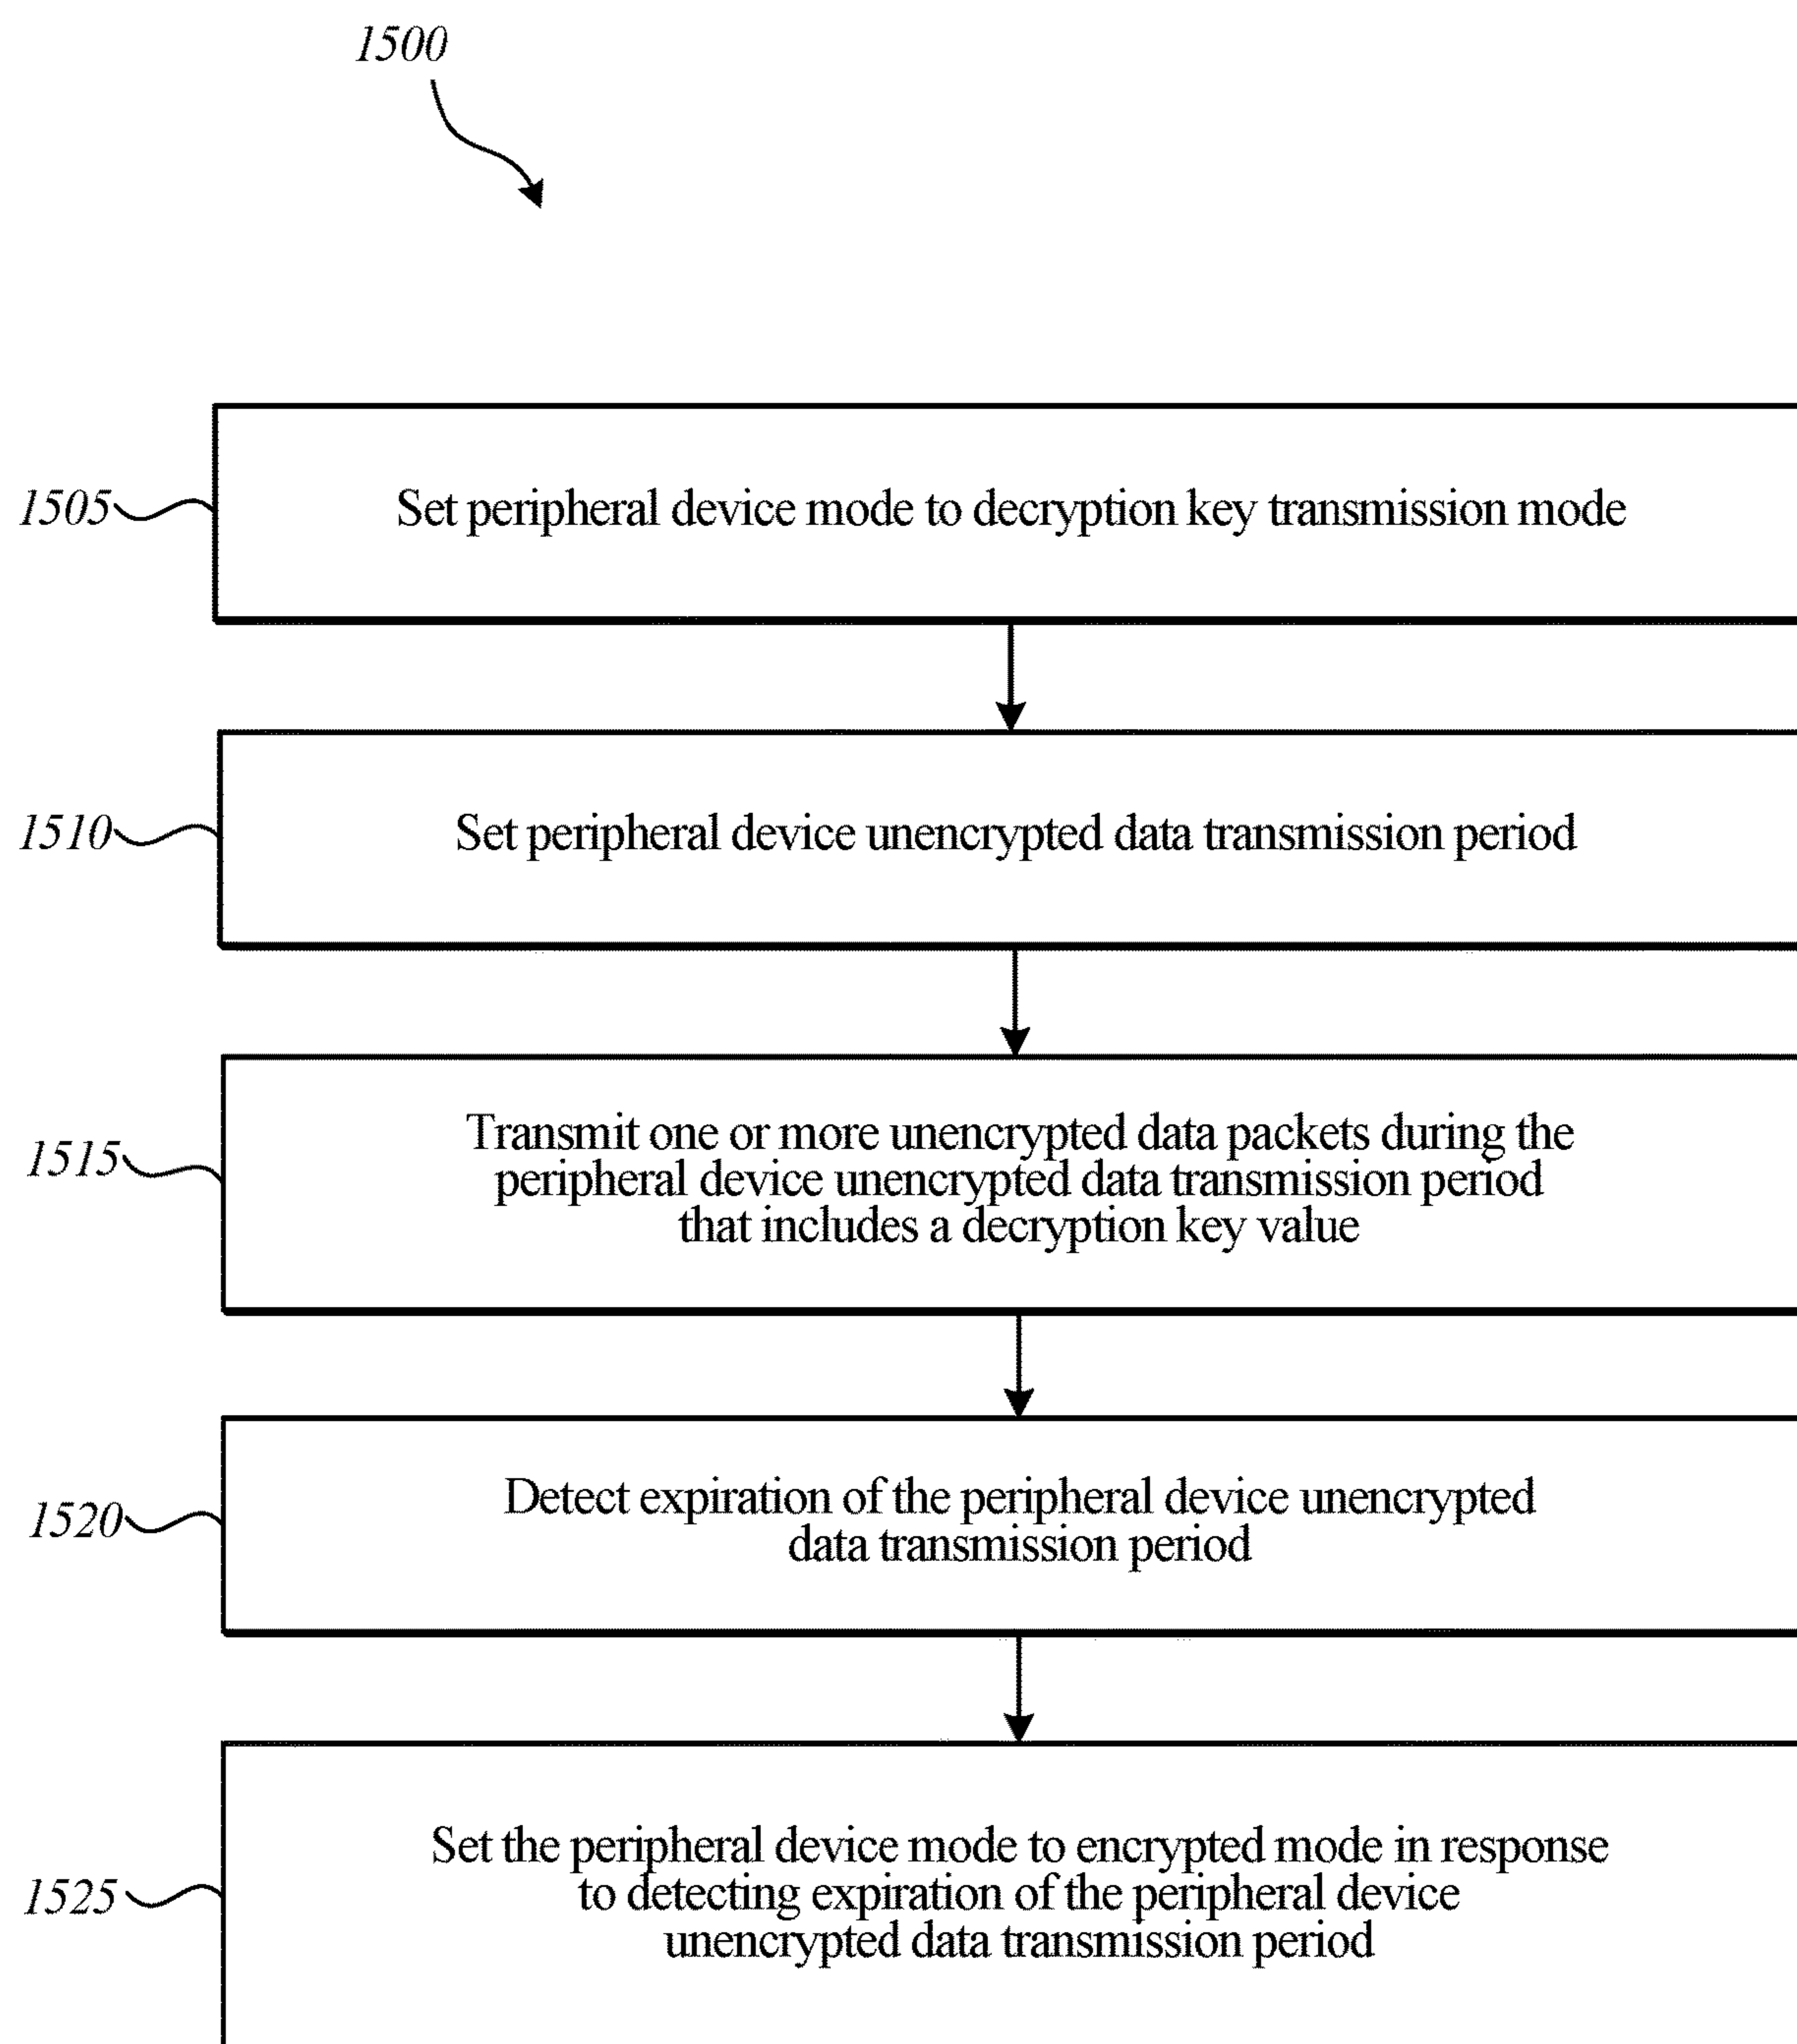 1500
1505
Set peripheral device mode to decryption key transmission mode
1510
Set peripheral device unencrypted data transmission period
1515
Transmit one or more unencrypted data packets during the
peripheral device unencrypted data transmission period
that includes a decryption key value
1520
Detect expiration of the peripheral device unencrypted
data transmission period
1525
Set the peripheral device mode to encrypted mode in response
to detecting expiration of the peripheral device
unencrypted data transmission period